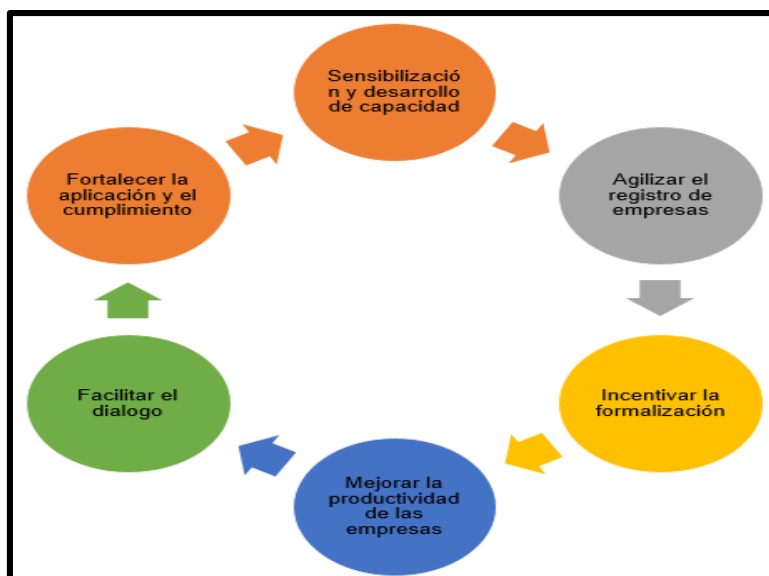 Sensibilizació
n y desarrollo
de capacidad
Agilizar el
registro de
empresas
Incentivar la
formalización
Mejorar la
productividad
de las
empresas
Facilitar el
dialogo
Fortalecer la
aplicación y el
cumplimiento